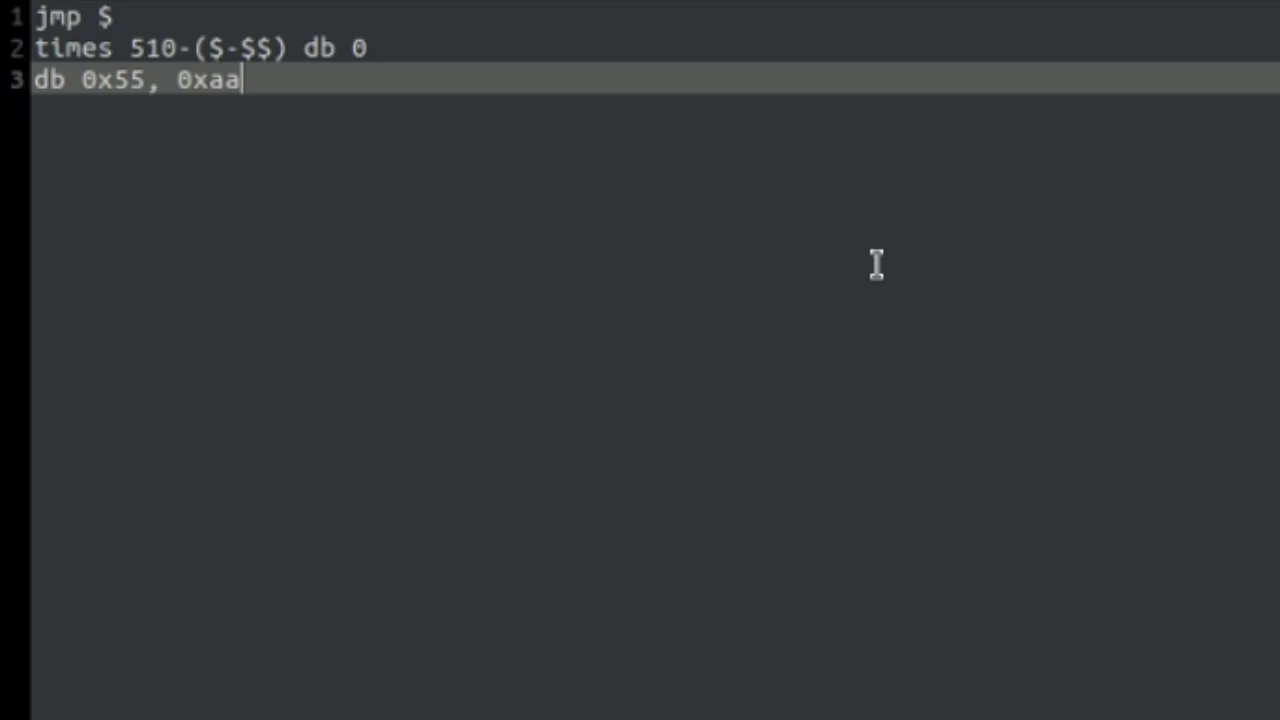 1 jmp $
2 times 510-($-$$) db 0
3 db 0x55, 0xaa